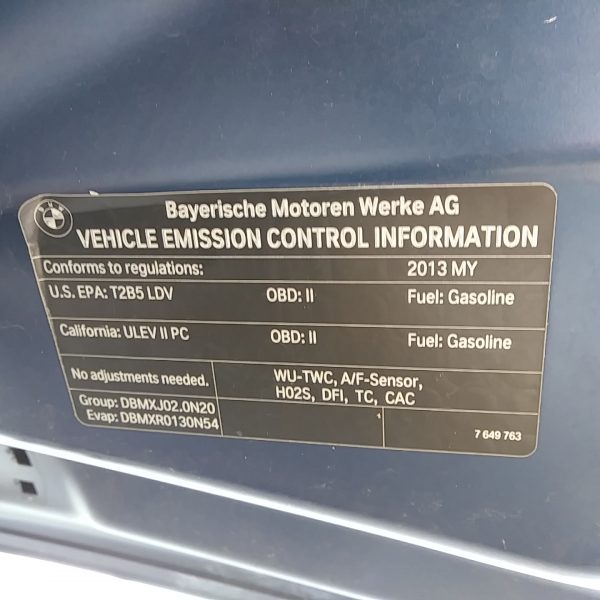 BMW
Bayerische Motoren Werke AG
VEHICLE EMISSION CONTROL INFORMATION
Conforms to regulations: 2013 MY
U.S. EPA: T2B5 LDV OBD: II Fuel: Gasoline
California: ULEV II PC OBD: II Fuel: Gasoline
No adjustments needed.
WU-TWC, A/F-Sensor,
H02S, DFI, TC, CAC
Group: DBMXJ02.0N20
Evap: DBMXR0130N54
7 649 763